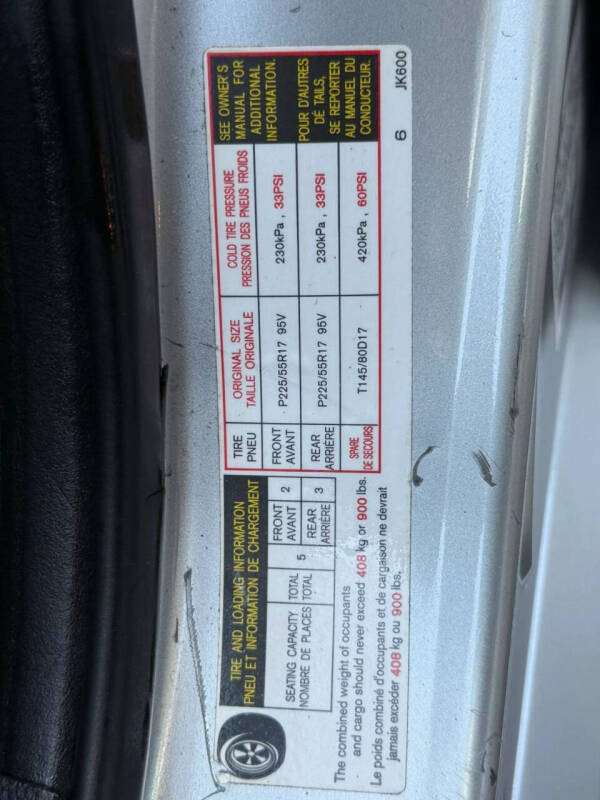 TIRE AND LOADING INFORMATION
PNEU ET INFORMATION DE CHARGEMENT
SEATING CAPACITY
NOMBRE DE PLACES
TOTAL
TOTAL
5
FRONT
AVANT
2
REAR
ARRIÈRE
3
The combined weight of occupants
and cargo should never exceed 408 kg or 900 lbs.
Le poids combiné d'occupants et de cargaison ne devrait
jamais excéder 408 kg ou 900 lbs.
TIRE
PNEU
ORIGINAL SIZE
TAILLE ORIGINALE
COLD TIRE PRESSURE
PRESSION DES PNEUS FROIDS
FRONT
AVANT
P225/55R17 95V
230kPa, 33PSI
REAR
ARRIÈRE
P225/55R17 95V
230kPa, 33PSI
SPARE
DE SECOURS
T145/80D17
420kPa, 60PSI
SEE OWNER'S
MANUAL FOR
ADDITIONAL
INFORMATION.
POUR D'AUTRES
DE TAILS,
SE REPORTER
AU MANUEL DU
CONDUCTEUR.
6 JK600